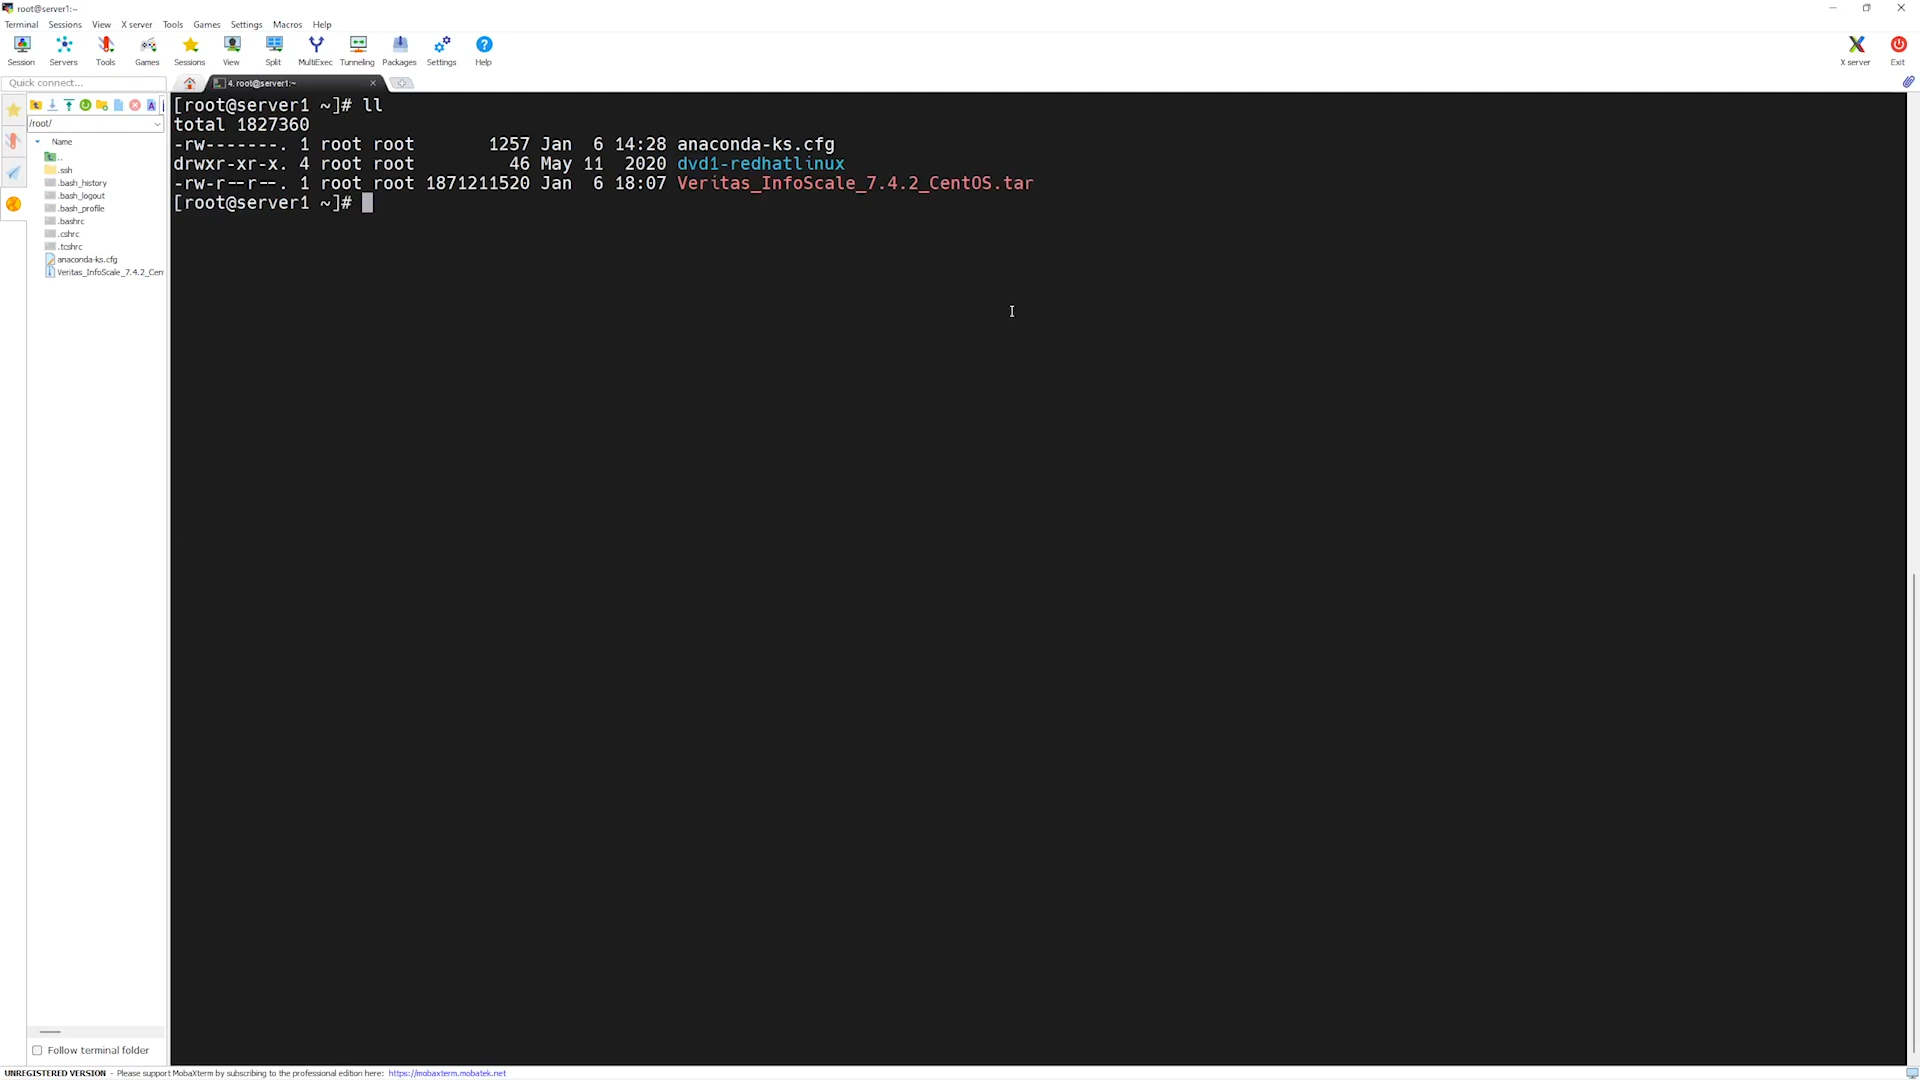 root@server1:~
Terminal Sessions View X server Tools Games Settings Macros Help
Session Servers Tools Games Sessions View Split MultiExec Tunneling Packages Settings Help X server Exit
Quick connect...
4. root@server1:~
/root/
Name
..
.ssh
.bash_history
.bash_logout
.bash_profile
.bashrc
.cshrc
.tcshrc
anaconda-ks.cfg
Veritas_InfoScale_7.4.2_Cen
[root@server1 ~]# ll
total 1827360
-rw-------. 1 root root       1257 Jan  6 14:28 anaconda-ks.cfg
drwxr-xr-x. 4 root root         46 May 11  2020 dvd1-redhatlinux
-rw-r--r--. 1 root root 1871211520 Jan  6 18:07 Veritas_InfoScale_7.4.2_CentOS.tar
[root@server1 ~]#
Follow terminal folder
UNREGISTERED VERSION - Please support MobaXterm by subscribing to the professional edition here: https://mobaxterm.mobatek.net